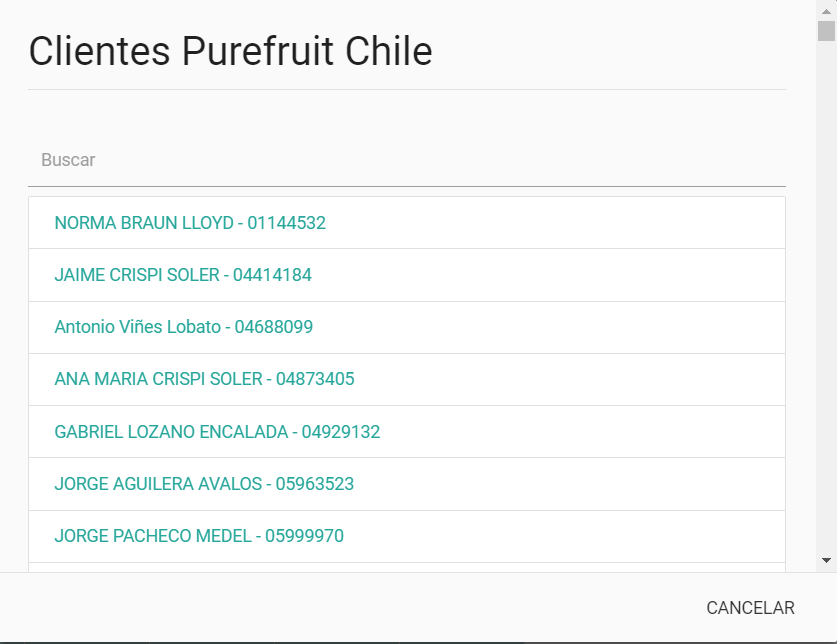 Clientes Purefruit Chile
Buscar
NORMA BRAUN LLOYD - 01144532
JAIME CRISPI SOLER - 04414184
Antonio Viñes Lobato - 04688099
ANA MARIA CRISPI SOLER - 04873405
GABRIEL LOZANO ENCALADA - 04929132
JORGE AGUILERA AVALOS - 05963523
JORGE PACHECO MEDEL - 05999970
CANCELAR